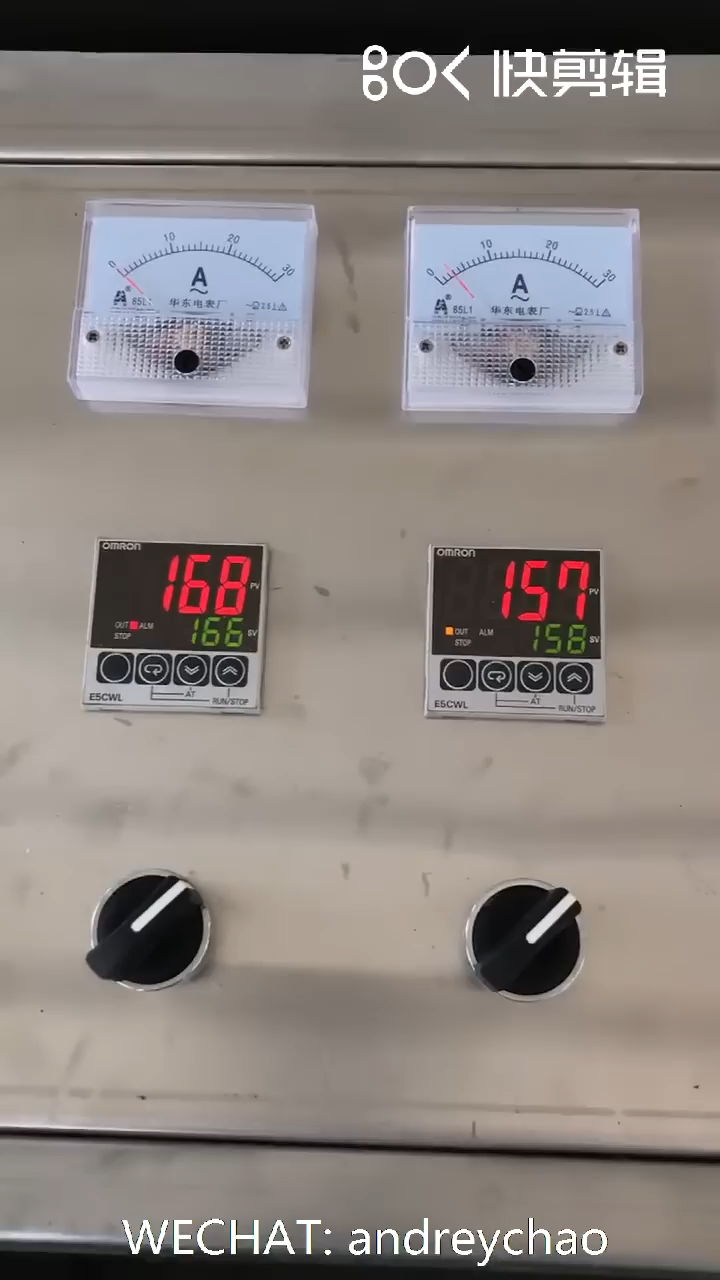 快剪辑
0 10 20 30
A
85L1 华东电表厂 2.5
0 10 20 30
A
85L1 华东电表厂 2.5
OMRON
168 PV
OUT ALM 166 SV
STOP
AT
E5CWL RUN/STOP
OMRON
157 PV
OUT ALM 158 SV
STOP
AT
E5CWL RUN/STOP
WECHAT: andreychao